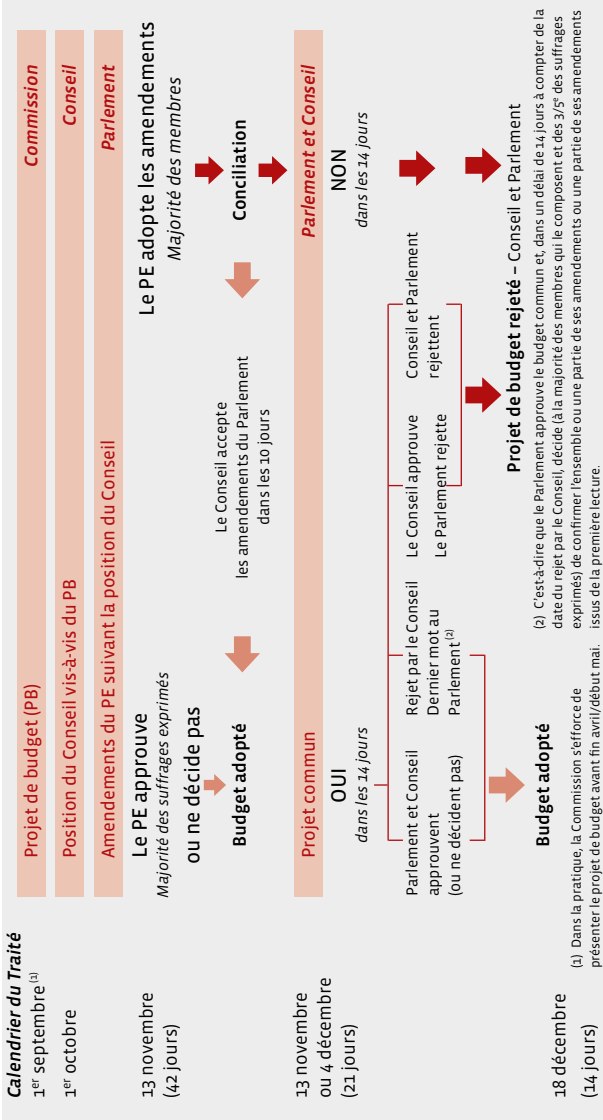 Calendrier du Traité
1er septembre (1)
Projet de budget (PB)
Commission
1er octobre
Position du Conseil vis-à-vis du PB
Conseil
Amendements du PE suivant la position du Conseil
Parlement
13 novembre
(42 jours)
Le PE approuve
Majorité des suffrages exprimés
ou ne décide pas
Le PE adopte les amendements
Majorité des membres
Budget adopté
Le Conseil accepte
les amendements du Parlement
dans les 10 jours
Conciliation
13 novembre
ou 4 décembre
(21 jours)
Projet commun
Parlement et Conseil
OUI
dans les 14 jours
NON
dans les 14 jours
Parlement et Conseil
approuvent
(ou ne décident pas)
Rejet par le Conseil
Dernier mot au
Parlement (2)
Le Conseil approuve
Le Parlement rejette
Conseil et Parlement
rejettent
18 décembre
(14 jours)
Budget adopté
Projet de budget rejeté – Conseil et Parlement
(1) Dans la pratique, la Commission s'efforce de
présenter le projet de budget avant fin avril/début mai.
(2) C'est-à-dire que le Parlement approuve le budget commun et, dans un délai de 14 jours à compter de la
date du rejet par le Conseil, décide (à la majorité des membres qui le composent et des 3/5e des suffrages
exprimés) de confirmer l'ensemble ou une partie de ses amendements ou une partie de ses amendements
issus de la première lecture.